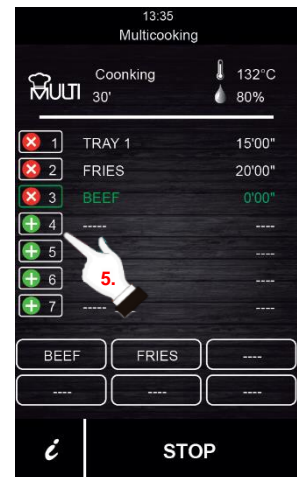 13:35
Multicooking
MULTI
Coonking
30'
132°C
80%
1 TRAY 1 15'00"
2 FRIES 20'00"
3 BEEF 0'00"
4 ----- ----
5 ----- ----
6 ----- ----
7 ----- ----
5.
BEEF FRIES ----
---- ---- ----
i STOP